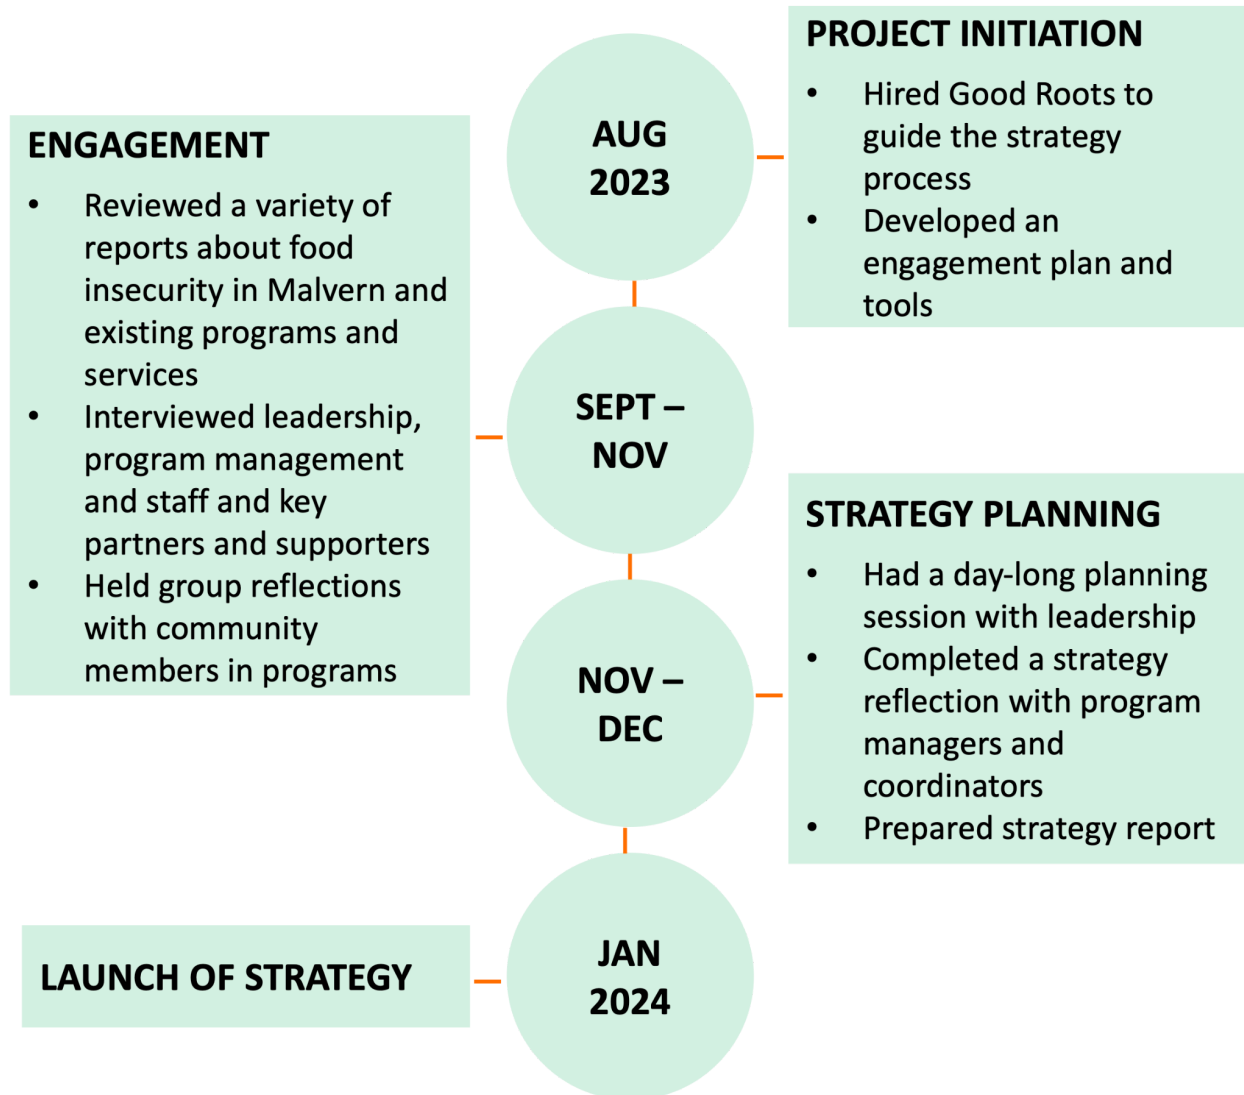 AUG
2023
PROJECT INITIATION
• Hired Good Roots to
guide the strategy
process
• Developed an
engagement plan and
tools
SEPT –
NOV
ENGAGEMENT
• Reviewed a variety of
reports about food
insecurity in Malvern and
existing programs and
services
• Interviewed leadership,
program management
and staff and key
partners and supporters
• Held group reflections
with community
members in programs
NOV –
DEC
STRATEGY PLANNING
• Had a day-long planning
session with leadership
• Completed a strategy
reflection with program
managers and
coordinators
• Prepared strategy report
JAN
2024
LAUNCH OF STRATEGY